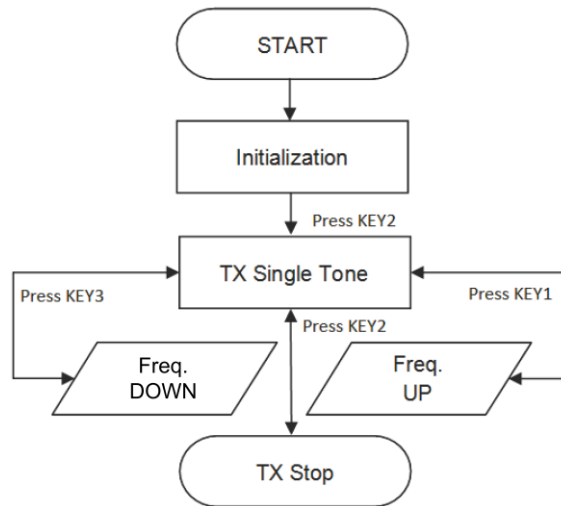 START
Initialization
Press KEY2
TX Single Tone
Press KEY3
Press KEY2
Press KEY1
Freq.
DOWN
Freq.
UP
TX Stop